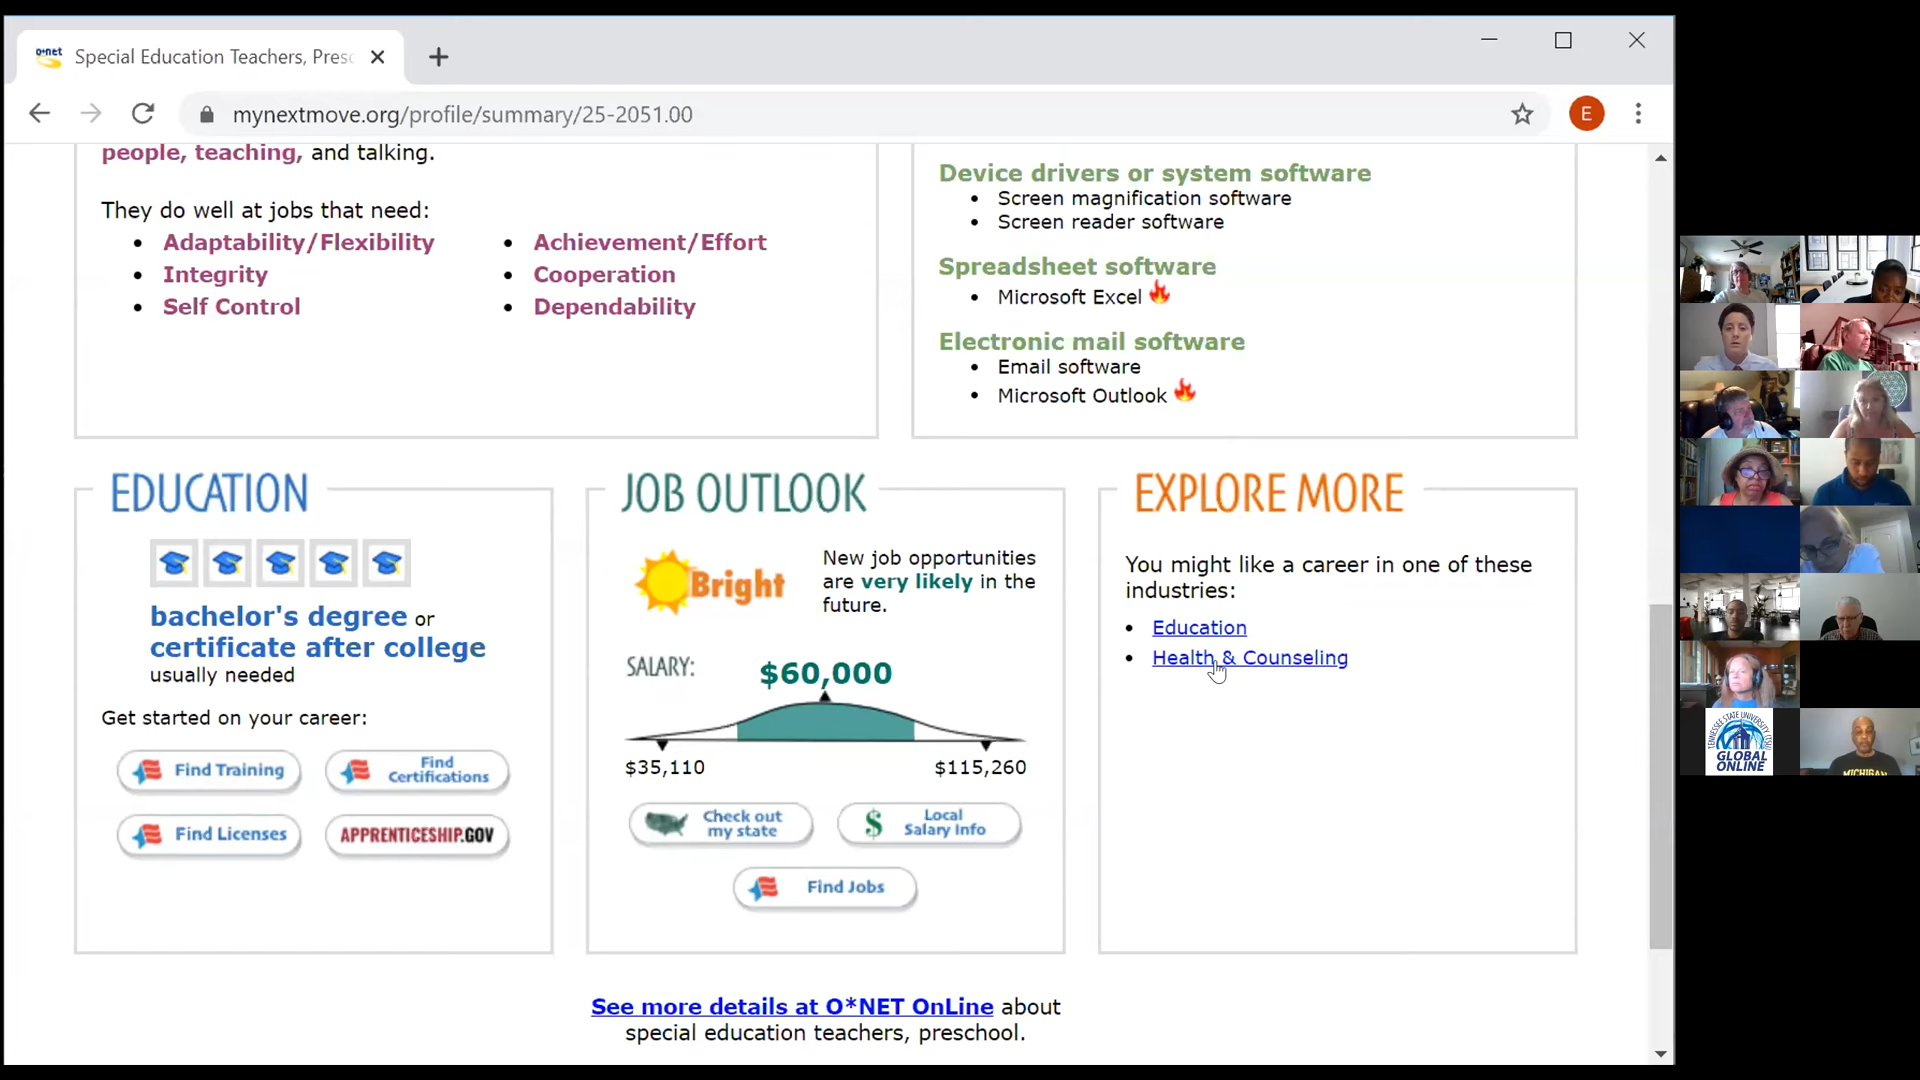 o*net
Special Education Teachers, Presc
mynextmove.org/profile/summary/25-2051.00
E
people, teaching, and talking.
They do well at jobs that need:
• Adaptability/Flexibility
• Integrity
• Self Control
• Achievement/Effort
• Cooperation
• Dependability
Device drivers or system software
• Screen magnification software
• Screen reader software
Spreadsheet software
• Microsoft Excel
Electronic mail software
• Email software
• Microsoft Outlook
EDUCATION
bachelor's degree or
certificate after college
usually needed
Get started on your career:
Find Training
Find
Certifications
Find Licenses
APPRENTICESHIP.GOV
JOB OUTLOOK
Bright
New job opportunities
are very likely in the
future.
SALARY:
$60,000
$35,110
$115,260
Check out
my state
$
Local
Salary Info
Find Jobs
EXPLORE MORE
You might like a career in one of these
industries:
• Education
• Health & Counseling
See more details at O*NET OnLine about
special education teachers, preschool.
TENNESSEE STATE UNIVERSITY (TSU)
GLOBAL
ONLINE
MICHIGAN